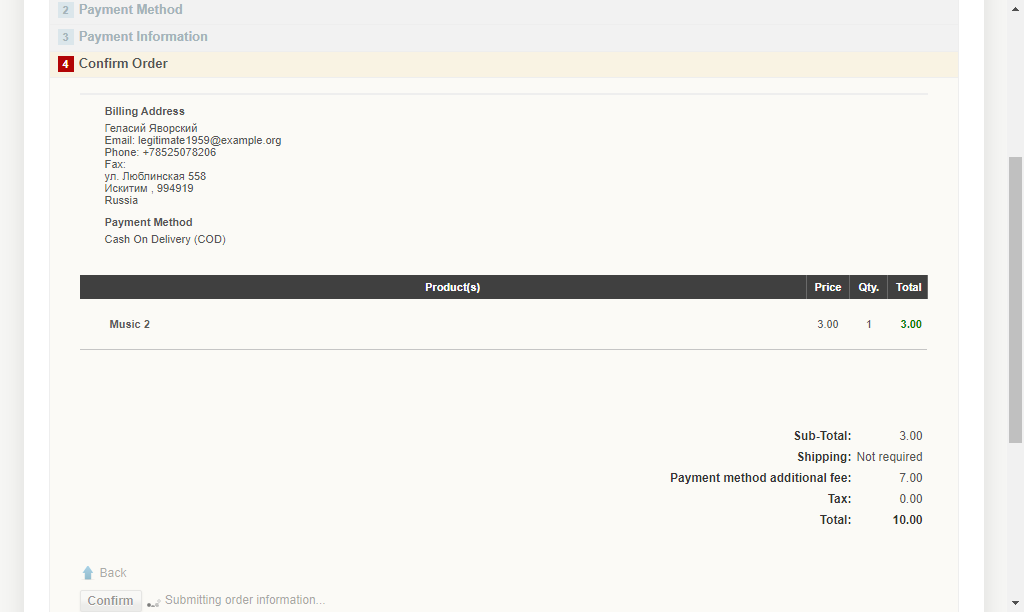 2 Payment Method
3 Payment Information
4 Confirm Order
Billing Address
Геласий Яворский
Email: legitimate1959@example.org
Phone: +78525078206
Fax:
ул. Люблинская 558
Искитим , 994919
Russia
Payment Method
Cash On Delivery (COD)
Product(s) Price Qty. Total
Music 2 3.00 1 3.00
Sub-Total: 3.00
Shipping: Not required
Payment method additional fee: 7.00
Tax: 0.00
Total: 10.00
Back
Confirm Submitting order information...